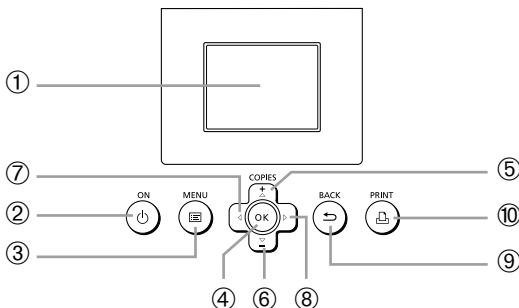 ①
⑦
COPIES
+
⑤
ON
MENU
BACK
PRINT
②
OK
⑩
③
−
⑨
④
⑥
⑧